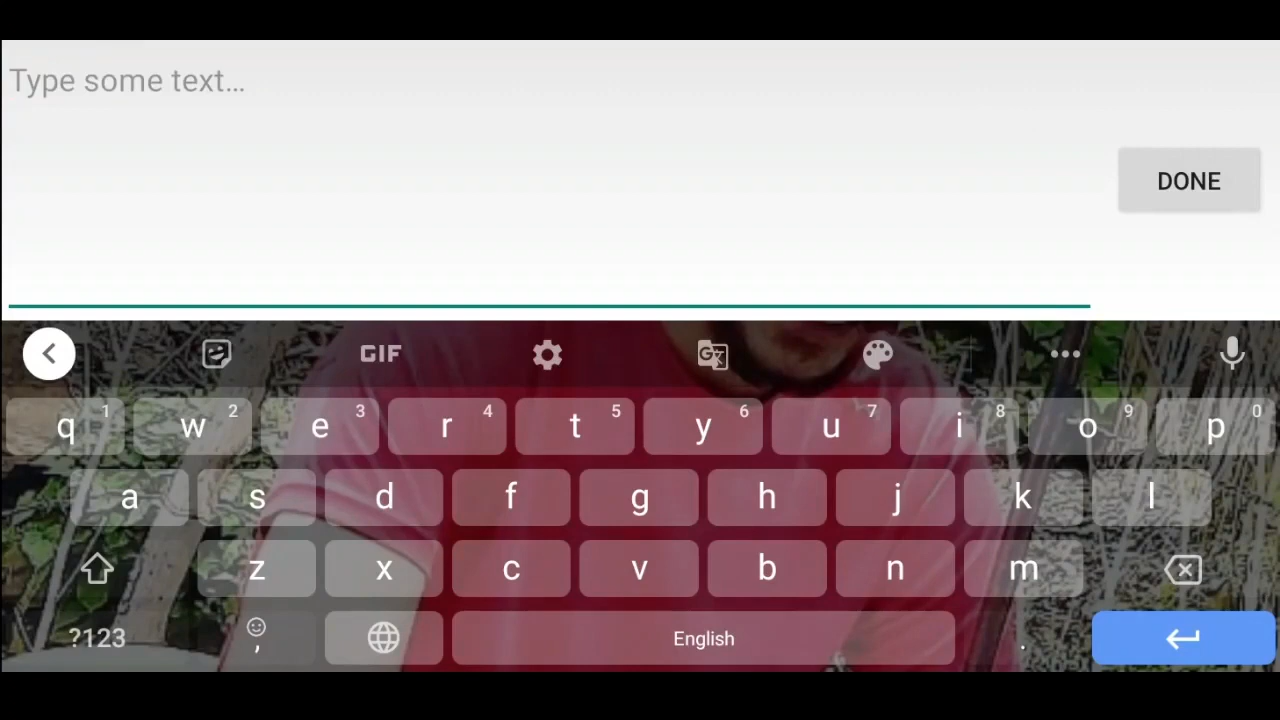 Type some text...
DONE
GIF
G
q 1 w 2 e 3 r 4 t 5 y 6 u 7 i 8 o 9 p 0
a s d f g h j k l
z x c v b n m
?123 , English .